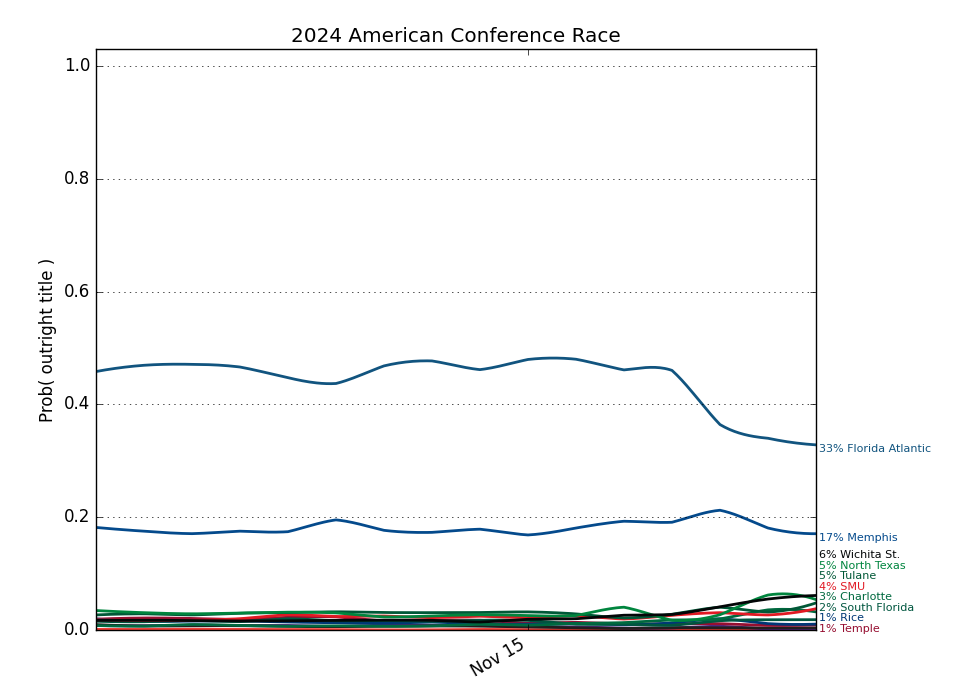 2024 American Conference Race
1.0
0.8
0.6
0.4
0.2
0.0
Prob( outright title )
Nov 15
33% Florida Atlantic
17% Memphis
6% Wichita St.
5% North Texas
5% Tulane
4% SMU
3% Charlotte
2% South Florida
1% Rice
1% Temple